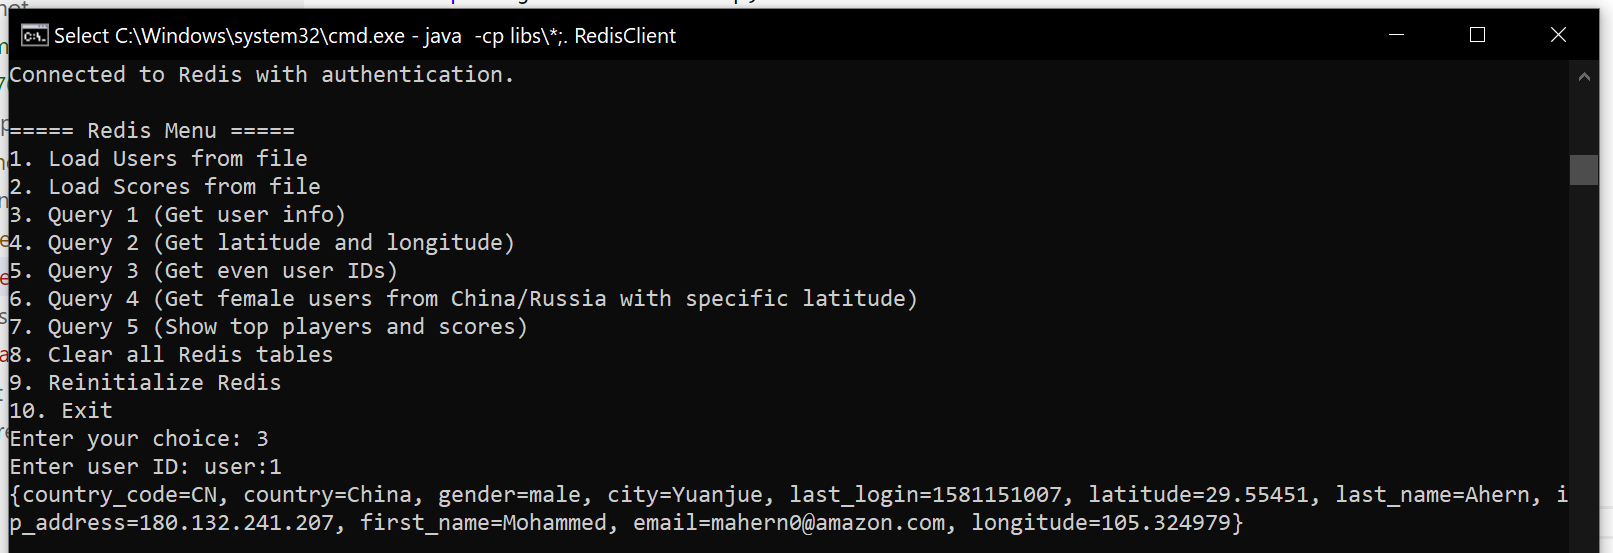 Select C:\Windows\system32\cmd.exe - java  -cp libs\*;. RedisClient
Connected to Redis with authentication.
===== Redis Menu =====
1. Load Users from file
2. Load Scores from file
3. Query 1 (Get user info)
4. Query 2 (Get latitude and longitude)
5. Query 3 (Get even user IDs)
6. Query 4 (Get female users from China/Russia with specific latitude)
7. Query 5 (Show top players and scores)
8. Clear all Redis tables
9. Reinitialize Redis
10. Exit
Enter your choice: 3
Enter user ID: user:1
{country_code=CN, country=China, gender=male, city=Yuanjue, last_login=1581151007, latitude=29.55451, last_name=Ahern, i
p_address=180.132.241.207, first_name=Mohammed, email=mahern0@amazon.com, longitude=105.324979}